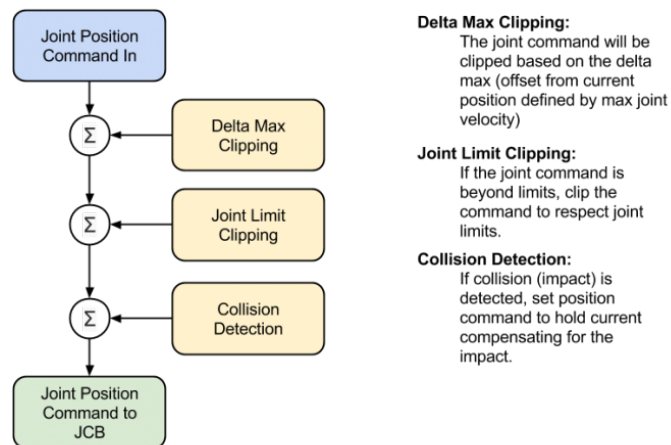 Joint Position
Command In
Σ
Delta Max
Clipping
Σ
Joint Limit
Clipping
Σ
Collision
Detection
Joint Position
Command to
JCB
Delta Max Clipping:
The joint command will be
clipped based on the delta
max (offset from current
position defined by max joint
velocity)
Joint Limit Clipping:
If the joint command is
beyond limits, clip the
command to respect joint
limits.
Collision Detection:
If collision (impact) is
detected, set position
command to hold current
compensating for the
impact.